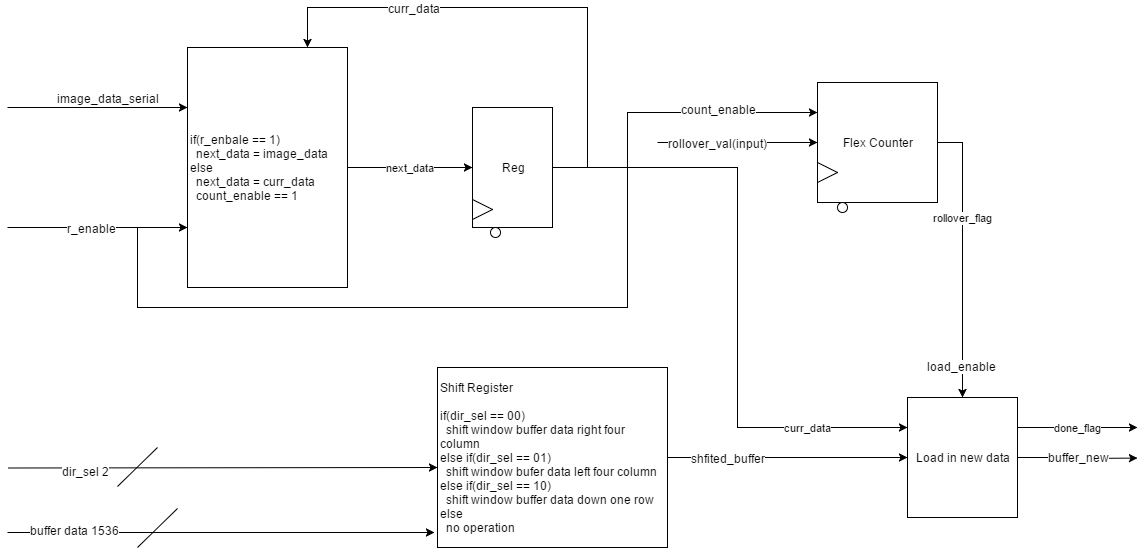 curr_data
image_data_serial
if(r_enbale == 1)
next_data = image_data
else
next_data = curr_data
count_enable == 1
r_enable
next_data
Reg
count_enable
rollover_val(input)
Flex Counter
rollover_flag
load_enable
Shift Register
if(dir_sel == 00)
shift window buffer data right four
column
else if(dir_sel == 01)
shift window bufer data left four column
else if(dir_sel == 10)
shift window buffer data down one row
else
no operation
dir_sel 2
buffer data 1536
shfited_buffer
curr_data
Load in new data
done_flag
buffer_new